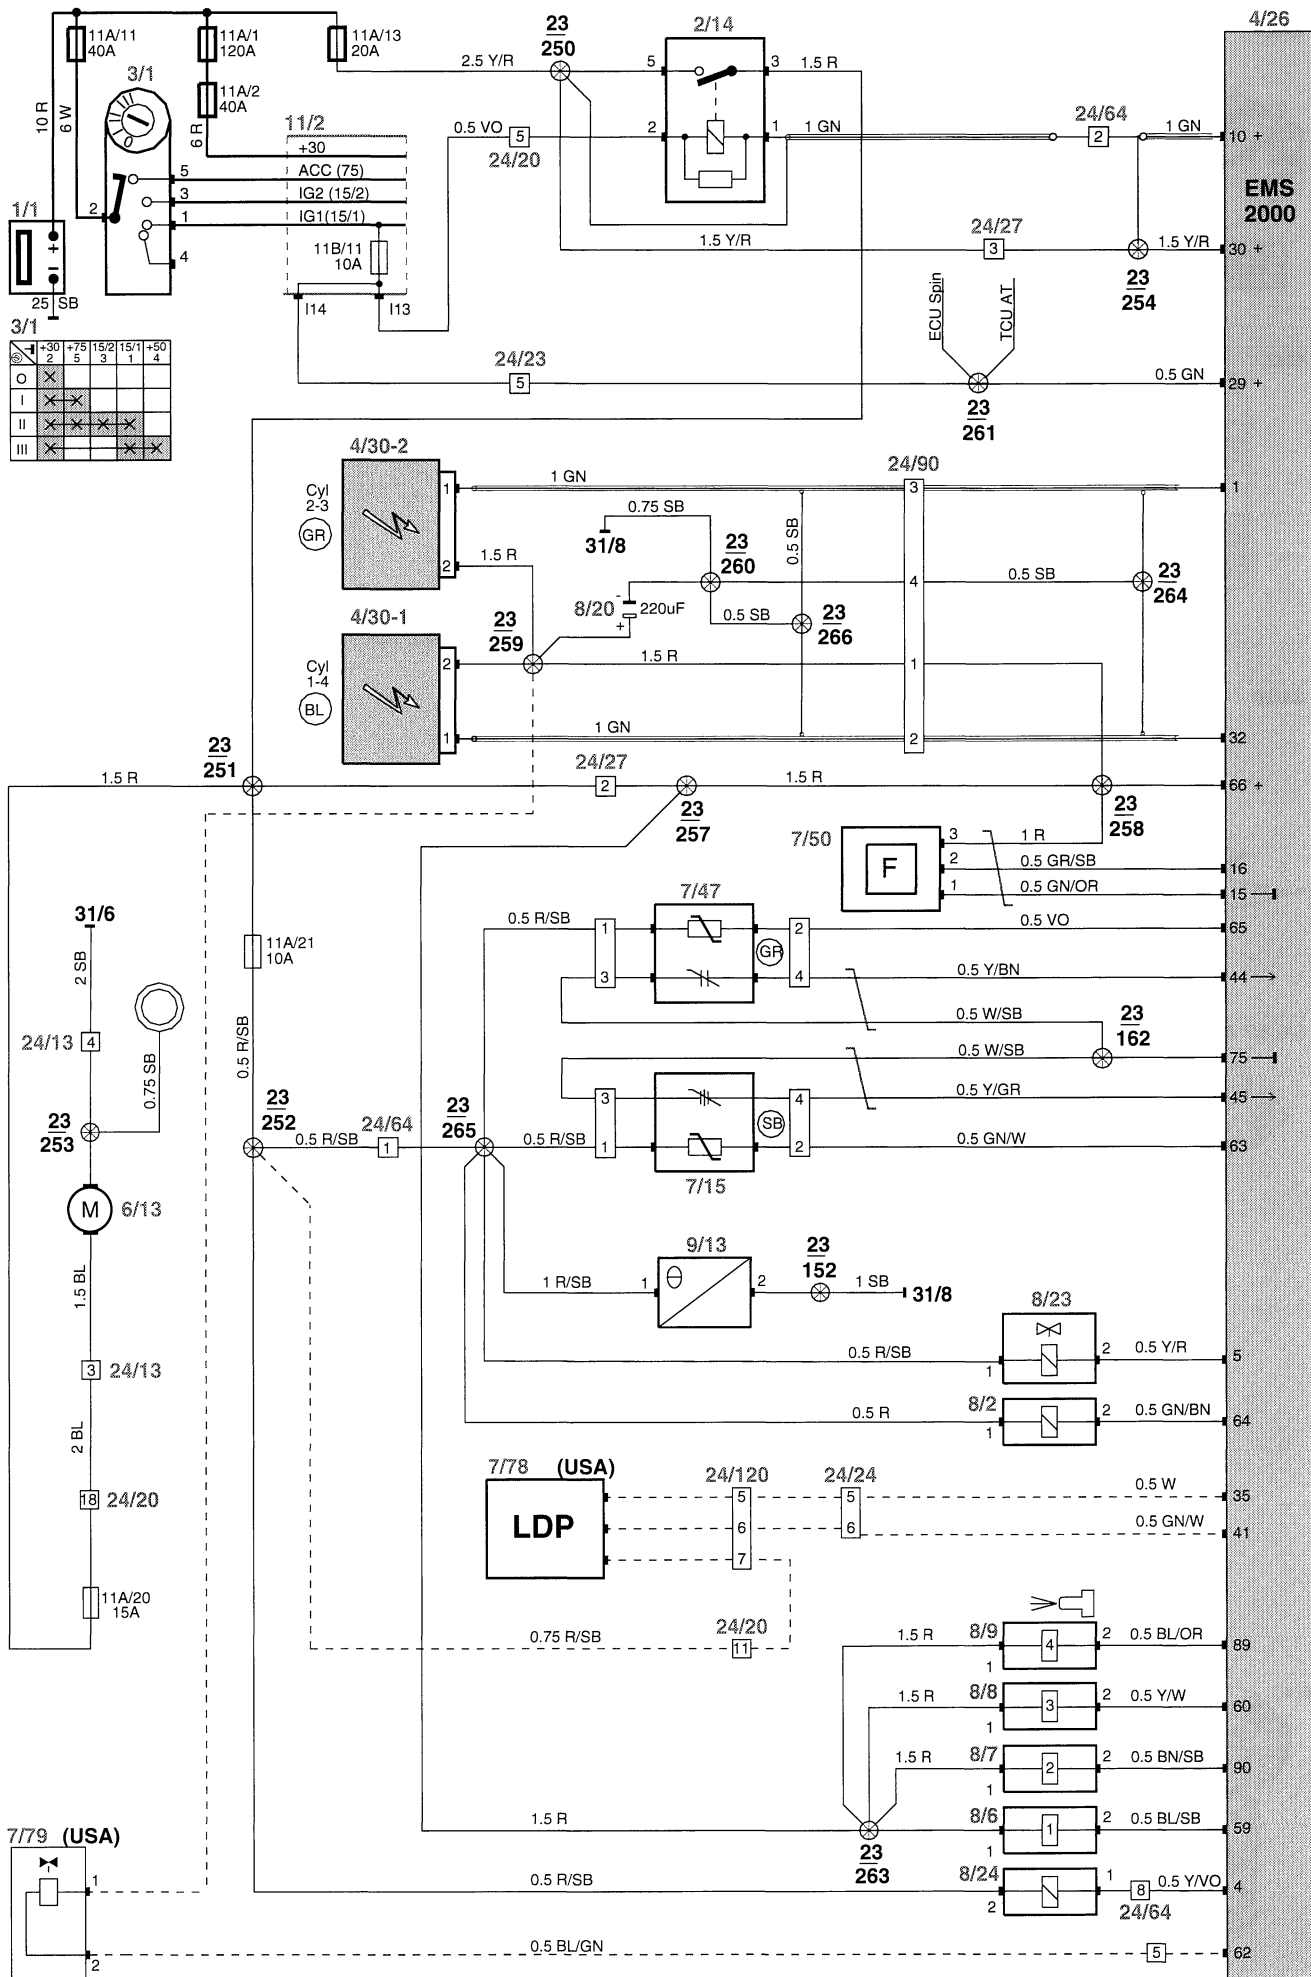 4/26
11A/11
40A
11A/1
120A
11A/13
20A
23
250
2/14
2.5 Y/R
5
3
1.5 R
3/1
11A/2
40A
10 R
6 W
6 R
O
11/2
+30
ACC (75)
IG2 (15/2)
IG1(15/1)
5
3
1
4
2
0.5 VO
5
24/20
2
1
1 GN
24/64
2
1 GN
10 +
EMS
2000
1/1
+
–
25 SB
11B/11
10A
I14
I13
1.5 Y/R
24/27
3
1.5 Y/R
30 +
23
254
ECU Spin
TCU AT
3/1
+30
2
+75
5
15/2
3
15/1
1
+50
4
O
I
II
III
24/23
5
0.5 GN
29 +
23
261
4/30-2
24/90
Cyl
2-3
GR
1
1 GN
3
1
0.75 SB
31/8
0.5 SB
23
260
1.5 R
2
4
0.5 SB
23
264
8/20
-
220uF
+
0.5 SB
23
266
4/30-1
23
259
Cyl
1-4
BL
2
1.5 R
1
1
1 GN
2
32
23
251
1.5 R
24/27
2
1.5 R
66 +
23
257
23
258
7/50
F
3
1 R
2
0.5 GR/SB
16
1
0.5 GN/OR
15
7/47
31/6
0.5 R/SB
1
2
0.5 VO
65
GR
11A/21
10A
2 SB
3
4
0.5 Y/BN
44
0.5 W/SB
23
162
24/13
4
0.75 SB
0.5 R/SB
0.5 W/SB
75
3
4
0.5 Y/GR
45
SB
23
253
23
252
0.5 R/SB
24/64
1
23
265
0.5 R/SB
1
2
0.5 GN/W
63
7/15
M
6/13
9/13
23
152
1 R/SB
1
2
1 SB
31/8
1.5 BL
8/23
0.5 R/SB
1
2
0.5 Y/R
5
3
24/13
8/2
0.5 R
1
2
0.5 GN/BN
64
2 BL
7/78
(USA)
LDP
24/120
24/24
5
5
0.5 W
35
6
6
0.5 GN/W
41
7
18
24/20
11A/20
15A
24/20
0.75 R/SB
11
1.5 R
8/9
4
1
2
0.5 BL/OR
89
1.5 R
8/8
3
1
2
0.5 Y/W
60
1.5 R
8/7
2
1
2
0.5 BN/SB
90
1.5 R
8/6
1
1
2
0.5 BL/SB
59
23
263
7/79
(USA)
1
0.5 R/SB
8/24
2
1
8
0.5 Y/VO
4
24/64
2
0.5 BL/GN
5
62